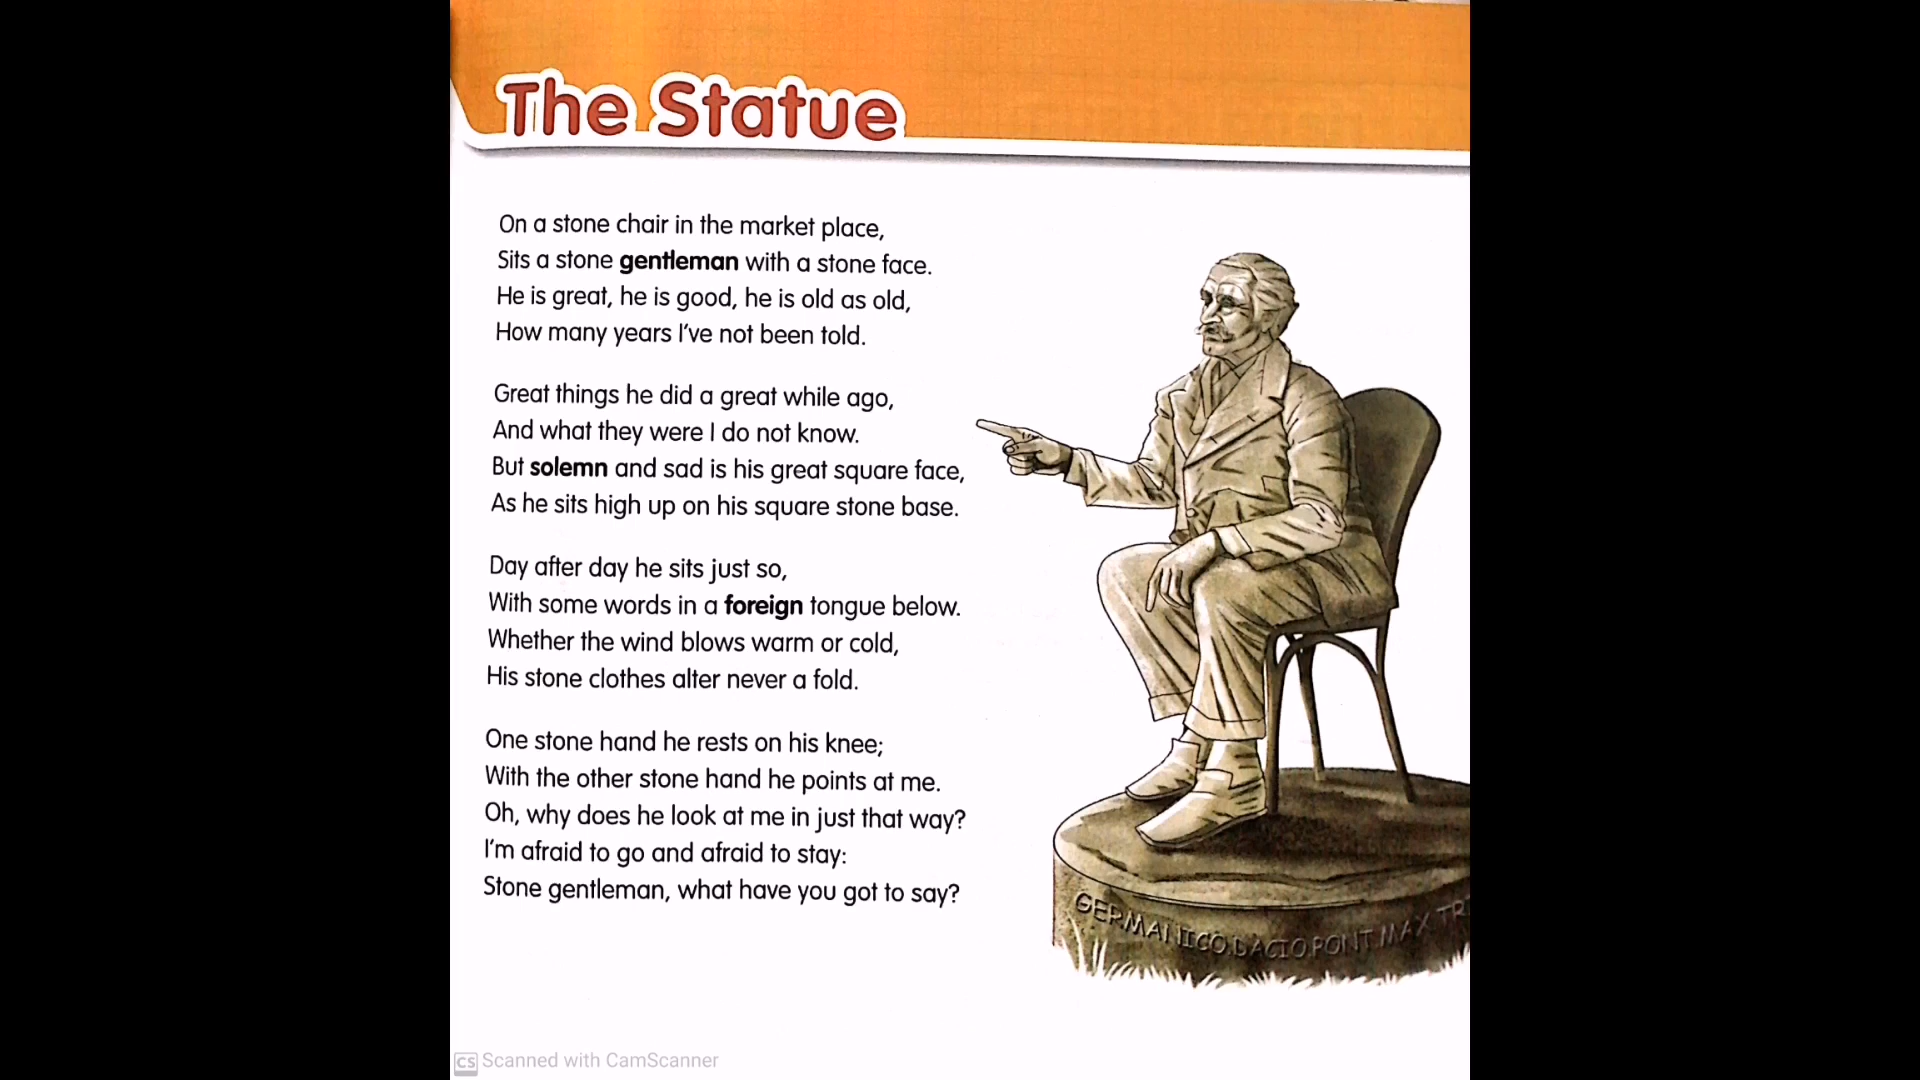 The Statue
On a stone chair in the market place,
Sits a stone gentleman with a stone face.
He is great, he is good, he is old as old,
How many years I've not been told.
Great things he did a great while ago,
And what they were I do not know.
But solemn and sad is his great square face,
As he sits high up on his square stone base.
Day after day he sits just so,
With some words in a foreign tongue below.
Whether the wind blows warm or cold,
His stone clothes alter never a fold.
One stone hand he rests on his knee;
With the other stone hand he points at me.
Oh, why does he look at me in just that way?
I'm afraid to go and afraid to stay:
Stone gentleman, what have you got to say?
GERMANICO.DACIO.PONT.MAX TR
CS Scanned with CamScanner